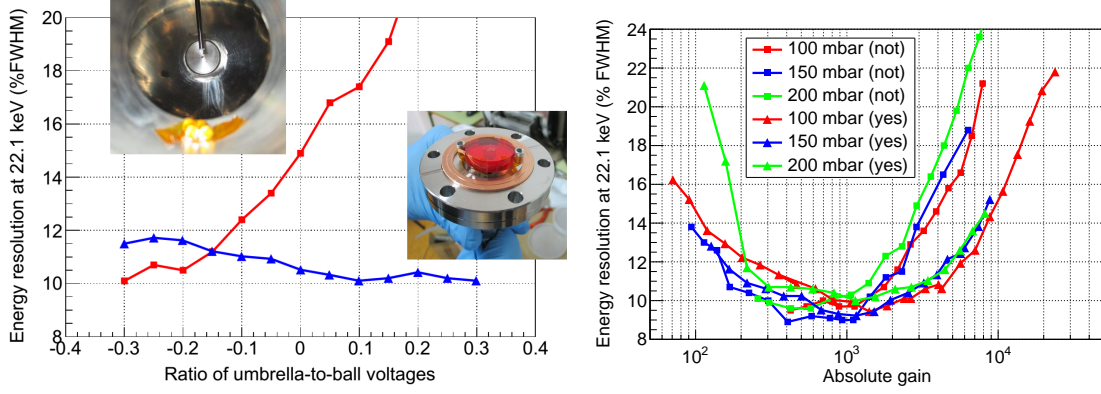 Energy resolution at 22.1 keV (%FWHM)
20
18
16
14
12
10
8
-0.4 -0.3 -0.2 -0.1 0 0.1 0.2 0.3 0.4
Ratio of umbrella-to-ball voltages
Energy resolution at 22.1 keV (% FWHM)
24
22
20
18
16
14
12
10
8
100 mbar (not)
150 mbar (not)
200 mbar (not)
100 mbar (yes)
150 mbar (yes)
200 mbar (yes)
10² 10³ 10⁴
Absolute gain